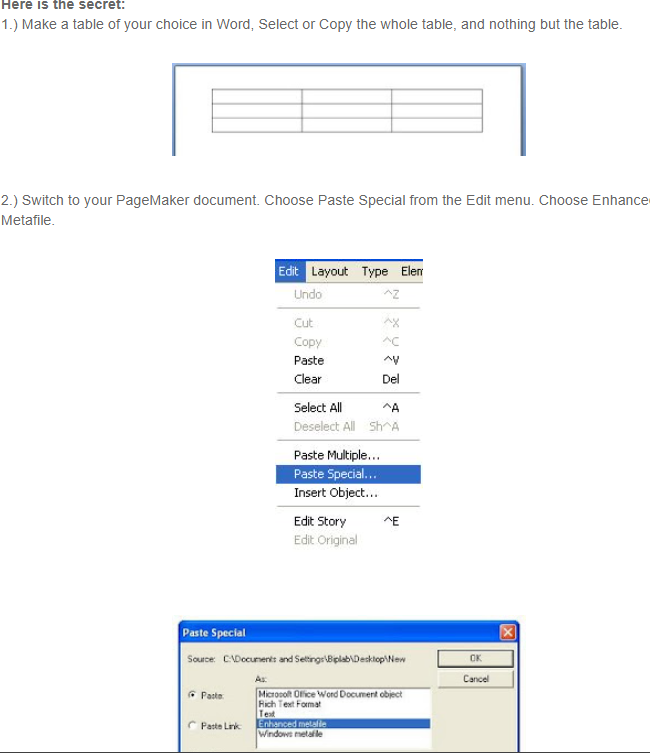 Here is the secret:
1.) Make a table of your choice in Word, Select or Copy the whole table, and nothing but the table.
2.) Switch to your PageMaker document. Choose Paste Special from the Edit menu. Choose Enhance
Metafile.
Edit Layout Type Elem
Undo ^Z
Cut ^X
Copy ^C
Paste ^V
Clear Del
Select All ^A
Deselect All Sh^A
Paste Multiple...
Paste Special...
Insert Object...
Edit Story ^E
Edit Original
Paste Special
Source: C:\Documents and Settings\Biplab\Desktop\New OK
As: Cancel
Paste: Microsoft Office Word Document object
Rich Text Format
Text
Paste Link: Enhanced metafile
Windows metafile